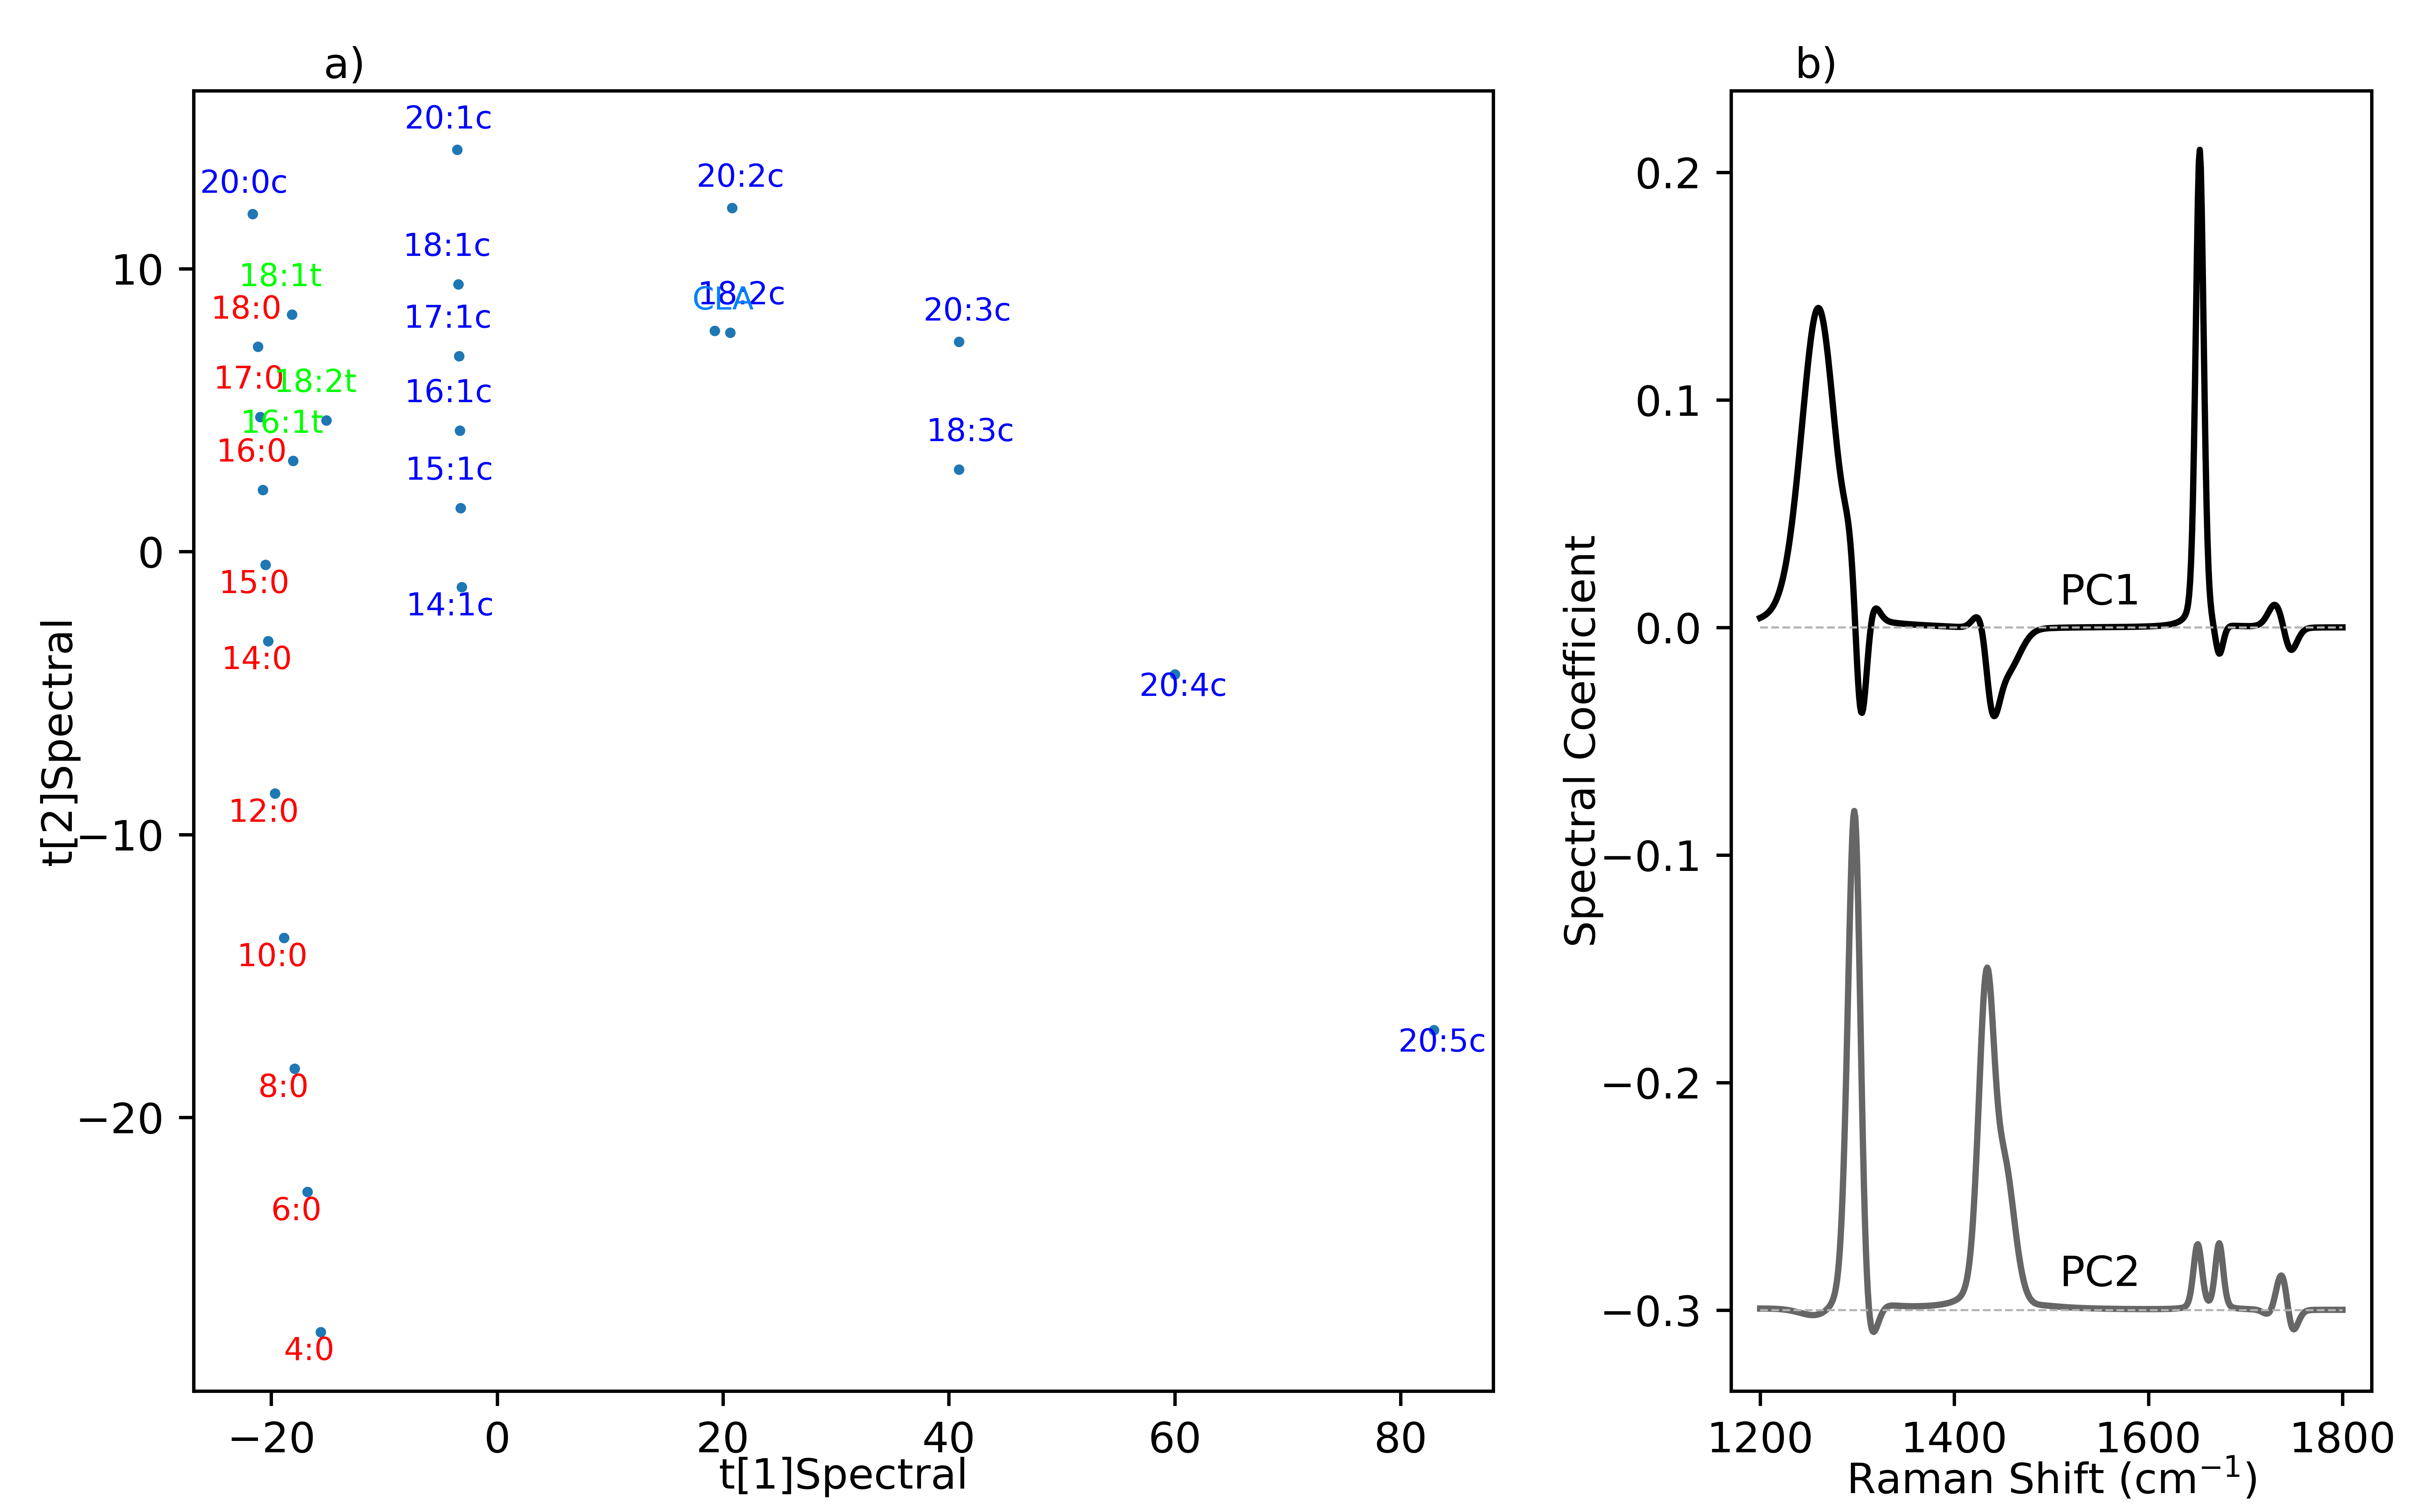 a)
b)
20:1c
20:0c
20:2c
18:1c
18:1t
18:0
18:2c
CLA
20:3c
17:1c
17:0
18:2t
16:1c
16:1t
18:3c
16:0
15:1c
15:0
14:1c
14:0
20:4c
12:0
10:0
20:5c
8:0
6:0
4:0
10
0
−10
−20
t[2]Spectral
−20
0
20
40
60
80
t[1]Spectral
0.2
0.1
0.0
−0.1
−0.2
−0.3
Spectral Coefficient
PC1
PC2
1200
1400
1600
1800
Raman Shift (cm⁻¹)